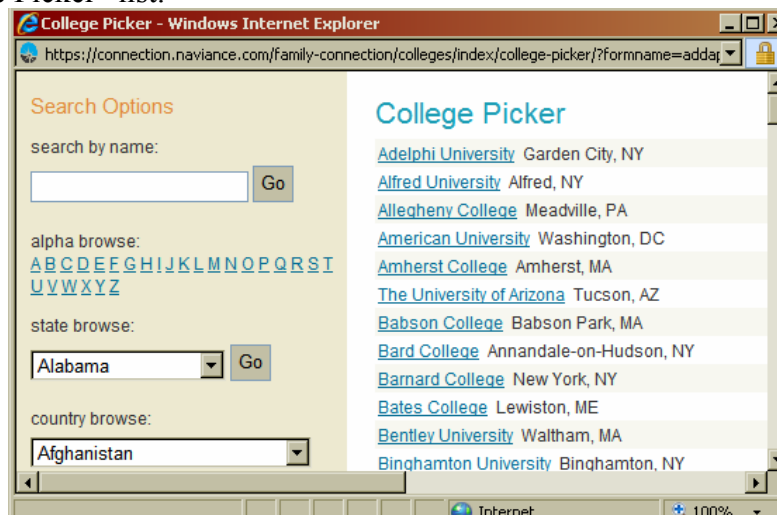 Picker" list.
College Picker - Windows Internet Explorer
https://connection.naviance.com/family-connection/colleges/index/college-picker/?formname=addap
Search Options
search by name:
Go
alpha browse:
A B C D E F G H I J K L M N O P Q R S T
U V W X Y Z
state browse:
Alabama Go
country browse:
Afghanistan
College Picker
Adelphi University Garden City, NY
Alfred University Alfred, NY
Allegheny College Meadville, PA
American University Washington, DC
Amherst College Amherst, MA
The University of Arizona Tucson, AZ
Babson College Babson Park, MA
Bard College Annandale-on-Hudson, NY
Barnard College New York, NY
Bates College Lewiston, ME
Bentley University Waltham, MA
Binghamton University Binghamton, NY
Internet 100%